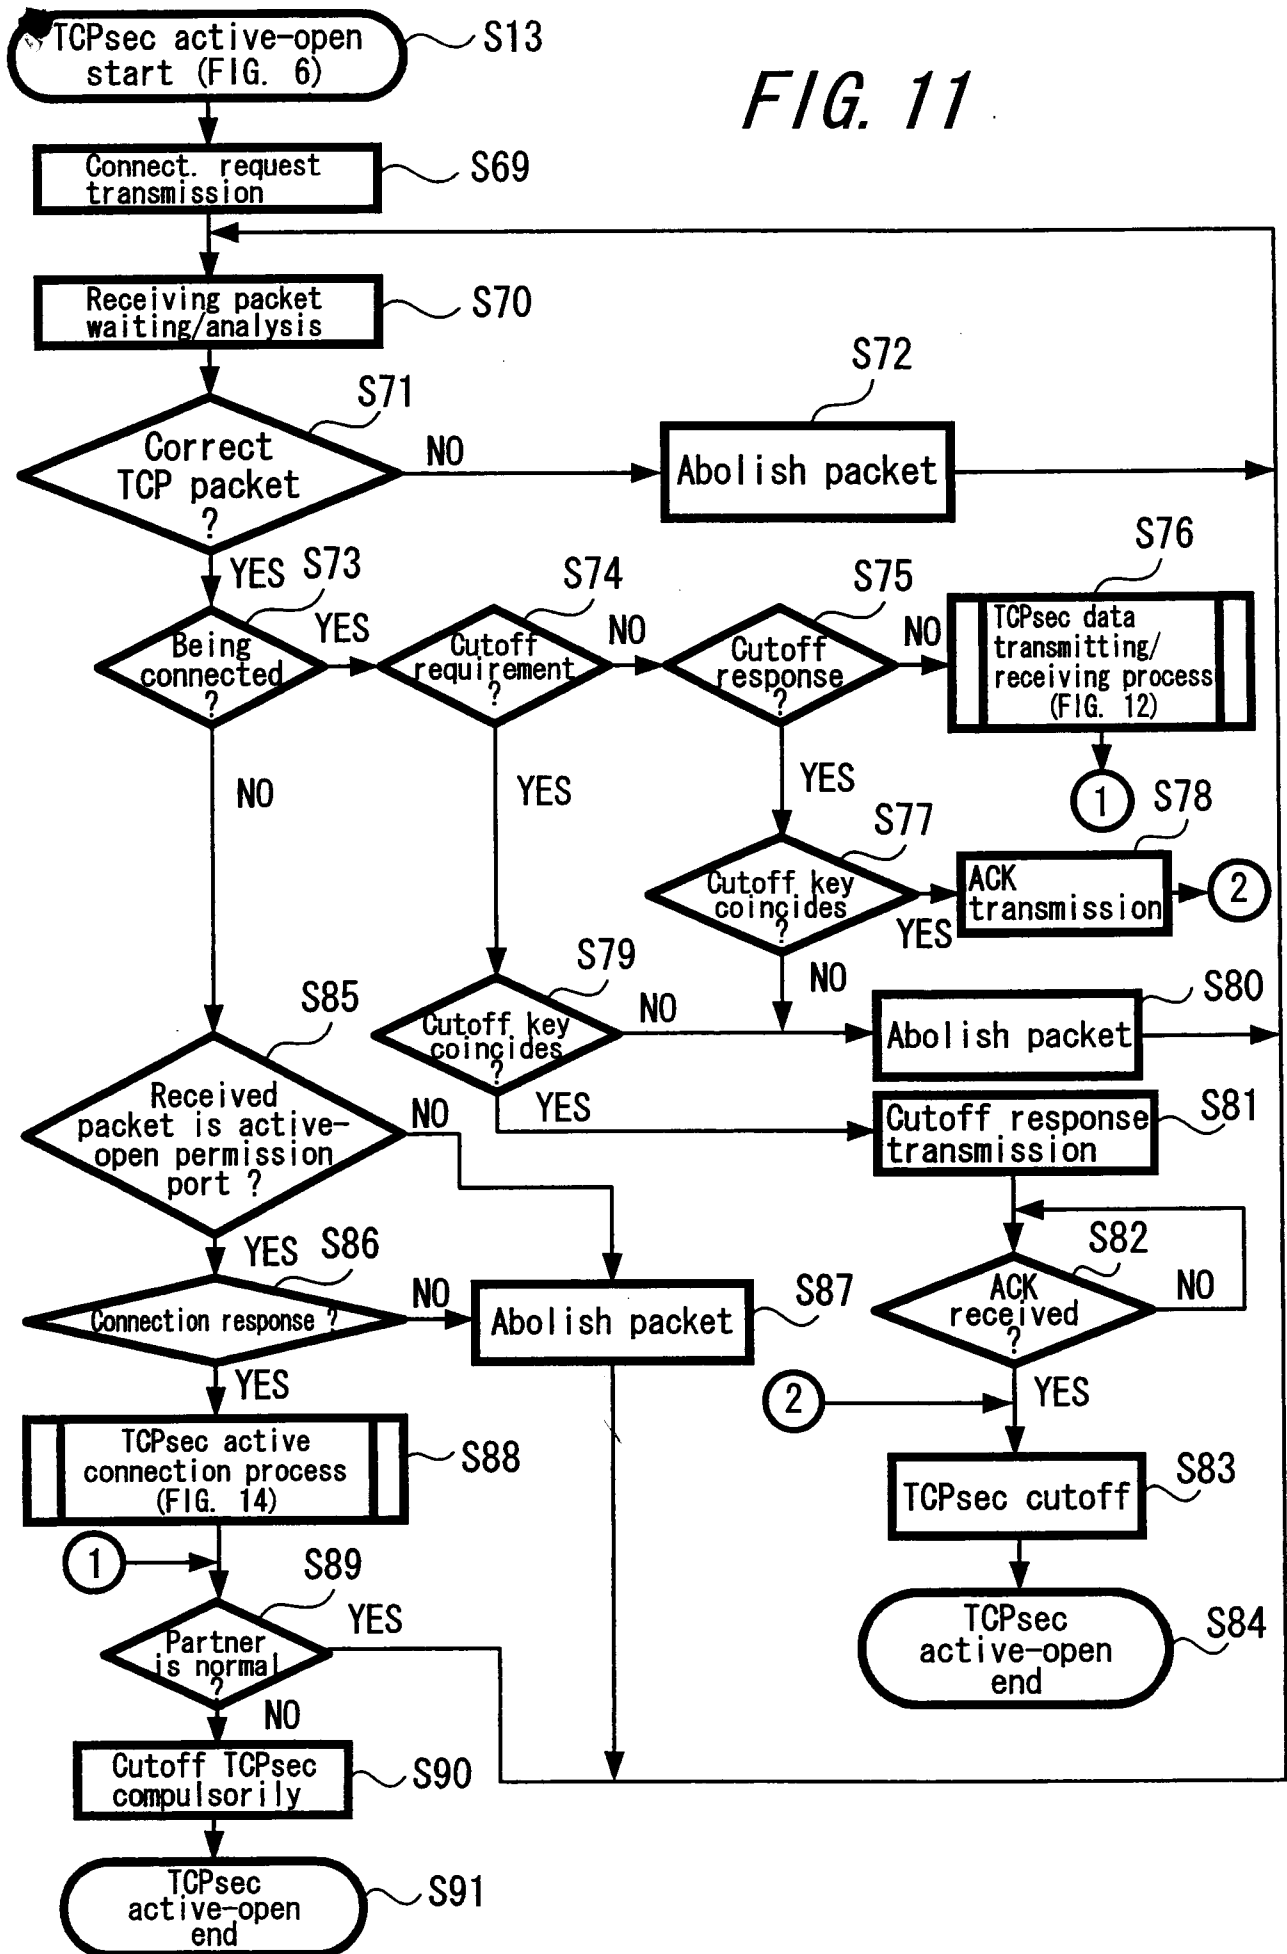 TCPsec active-open
start (FIG. 6)
S13
FIG. 11
Connect. request
transmission
S69
Receiving packet
waiting/analysis
S70
S72
S71
Correct
TCP packet
?
NO
Abolish packet
YES
S73
S74
S75
S76
Being
connected
?
YES
Cutoff
requirement
?
NO
Cutoff
response
?
NO
TCPsec data
transmitting/
receiving process
(FIG. 12)
NO
YES
YES
1
S78
S77
Cutoff key
coincides
?
YES
ACK
transmission
2
NO
S79
Cutoff key
coincides
?
NO
S80
Abolish packet
S85
Received
packet is active-
open permission
port ?
NO
YES
Cutoff response
transmission
S81
YES
S86
Connection response ?
NO
Abolish packet
S87
S82
ACK
received
?
NO
YES
YES
2
TCPsec active
connection process
(FIG. 14)
S88
TCPsec cutoff
S83
1
S89
Partner
is normal
?
YES
NO
TCPsec
active-open
end
S84
Cutoff TCPsec
compulsorily
S90
TCPsec
active-open
end
S91